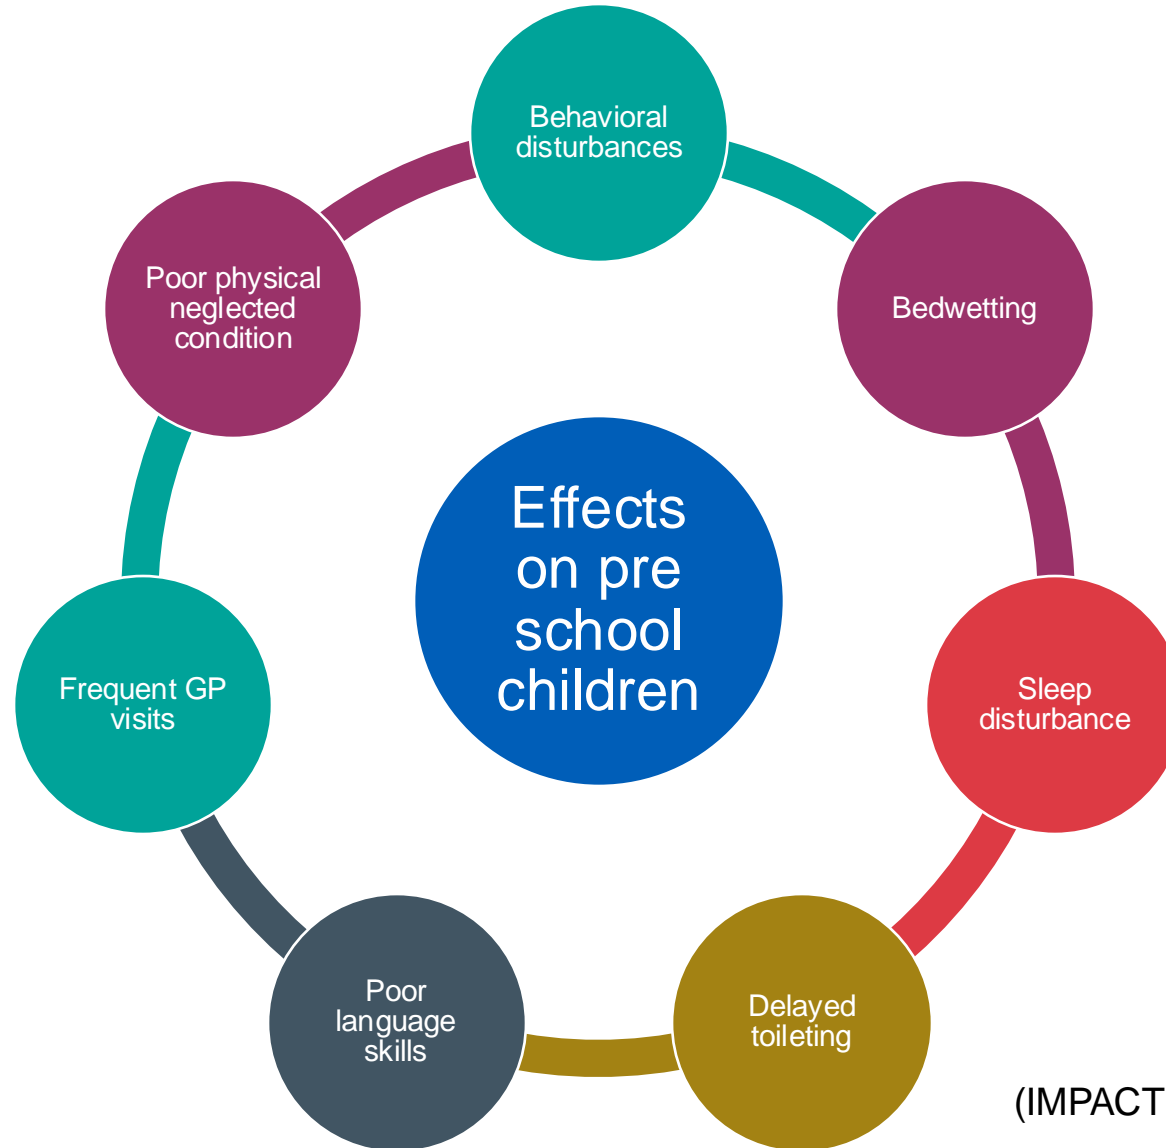 Behavioral
disturbances
Bedwetting
Sleep
disturbance
Delayed
toileting
Poor
language
skills
Frequent GP
visits
Poor physical
neglected
condition
Effects
on pre
school
children
(IMPACT